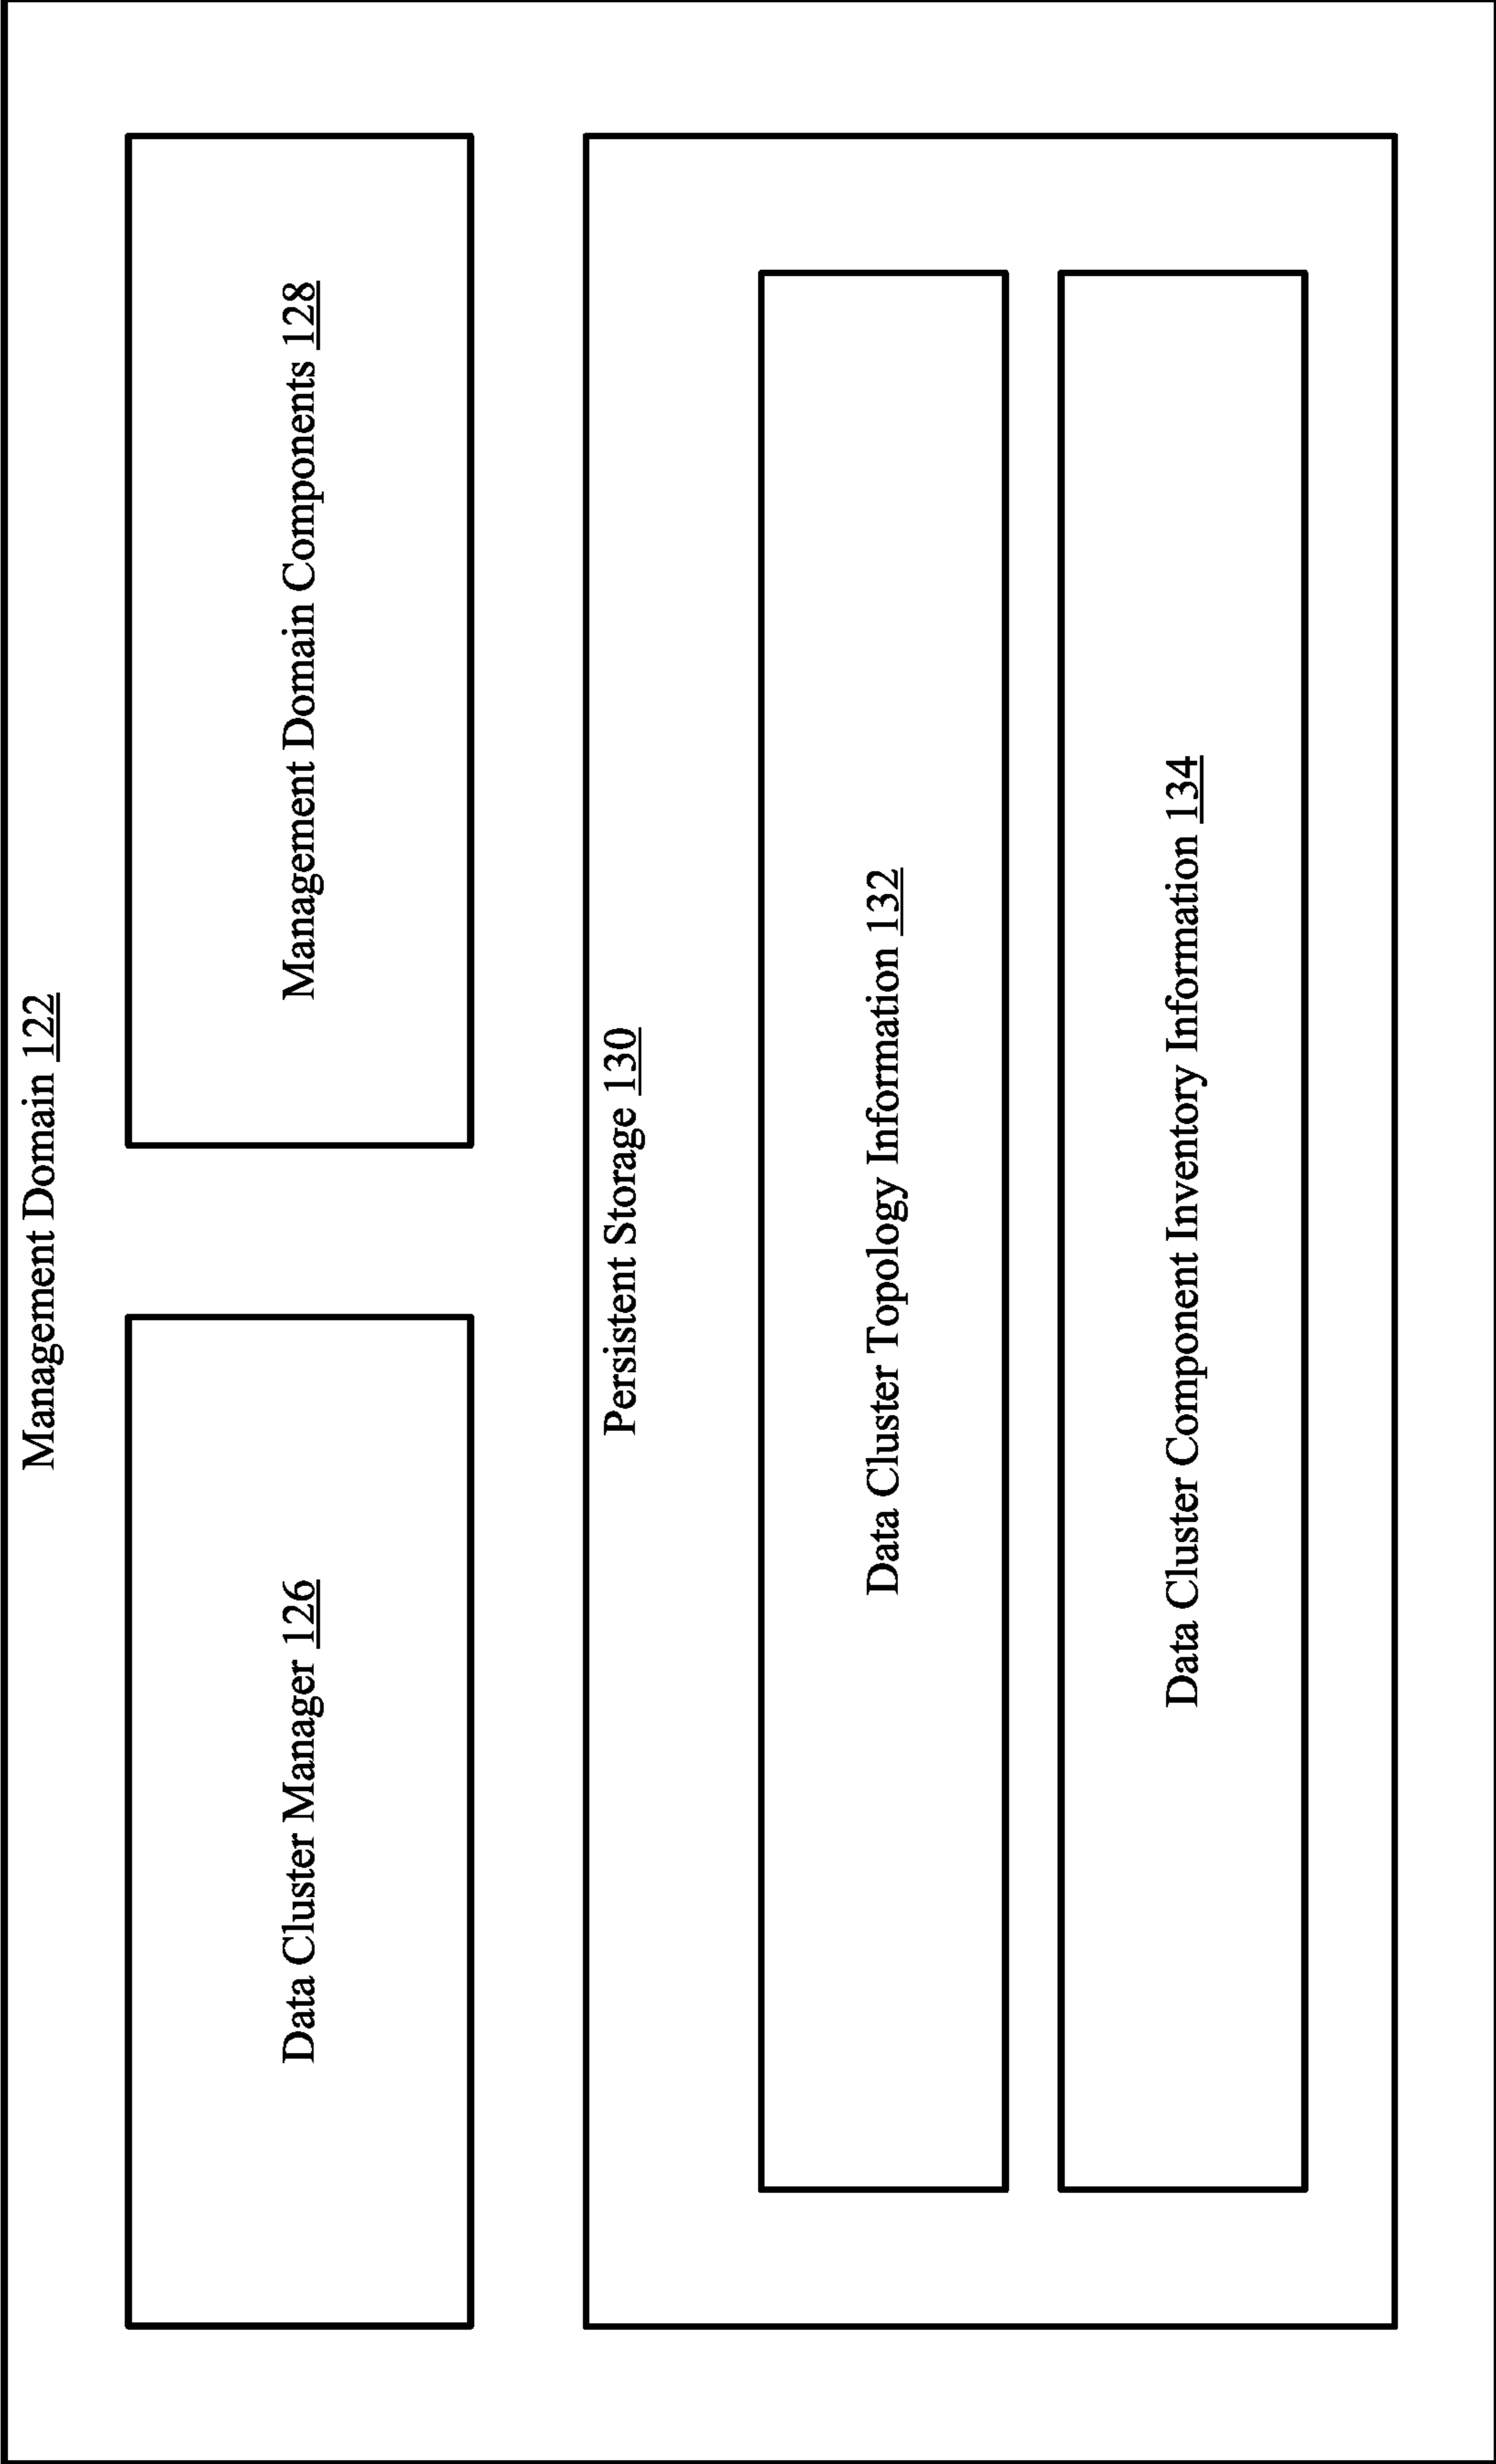 Management Domain 122
Data Cluster Manager 126
Management Domain Components 128
Persistent Storage 130
Data Cluster Topology Information 132
Data Cluster Component Inventory Information 134